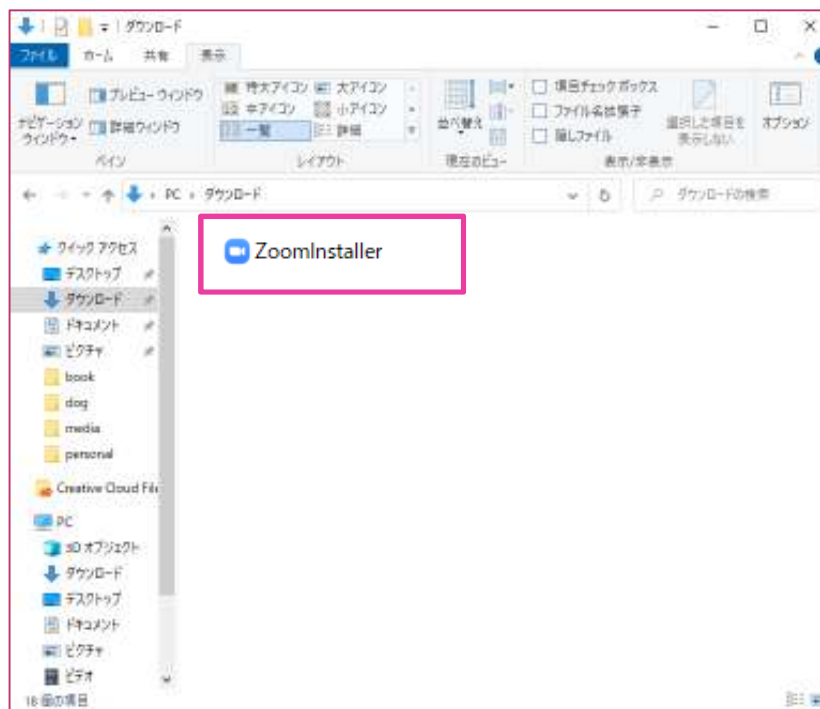 ダウンロード
ファイル ホーム 共有 表示
プレビュー ウィンドウ 特大アイコン 大アイコン 項目チェック ボックス
中アイコン 小アイコン ファイル名拡張子
ナビゲーション ウィンドウ 詳細ウィンドウ 一覧 詳細 並べ替え 隠しファイル 選択した項目を 表示しない オプション
ペイン レイアウト 現在のビュー 表示/非表示
PC ダウンロード ダウンロードの検索
クイック アクセス
ZoomInstaller
デスクトップ
ダウンロード
ドキュメント
ピクチャ
book
dog
media
personal
Creative Cloud File
PC
3D オブジェクト
ダウンロード
デスクトップ
ドキュメント
ピクチャ
ビデオ
18 個の項目